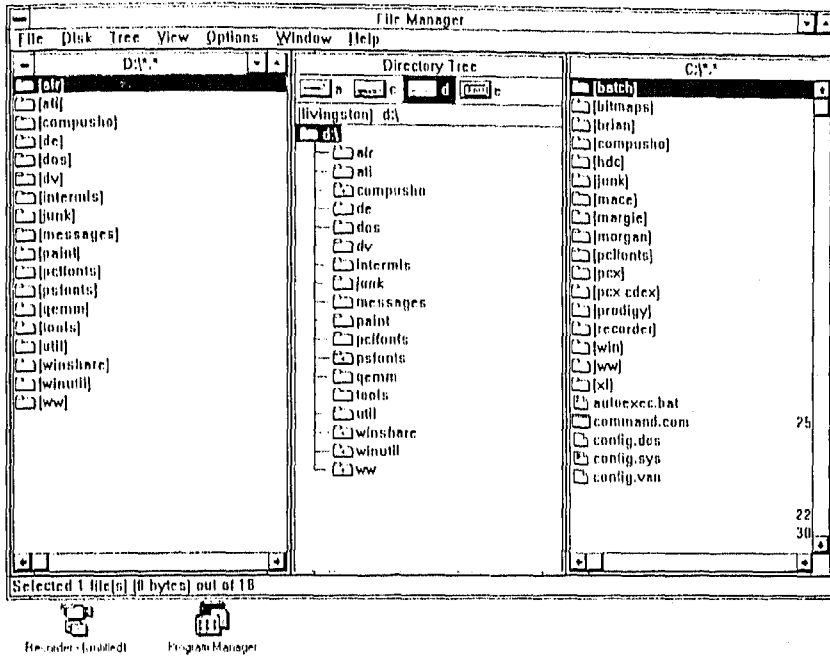 File Manager
File Disk Tree View Options Window Help
D:\*.*
[alr]
[ati]
[compusho]
[de]
[dos]
[dv]
[intermis]
[junk]
[messages]
[paint]
[pclfonts]
[psfonts]
[qemm]
[tools]
[util]
[winshare]
[winutil]
[ww]
Directory Tree
a c d e
[livingston] d:\
d:\
alr
ati
compusho
de
dos
dv
intermis
junk
messages
paint
pclfonts
psfonts
qemm
tools
util
winshare
winutil
ww
C:\*.*
[batch]
[bitmaps]
[brian]
[compusho]
[hdc]
[junk]
[mace]
[margie]
[morgan]
[pclfonts]
[pcx]
[pcx cdex]
[prodigy]
[recorder]
[win]
[ww]
[xl]
autoexec.bat
command.com 25
config.dos
config.sys
config.van
22
30
Selected 1 file(s) (0 bytes) out of 18
Recorder - (untitled)
Program Manager